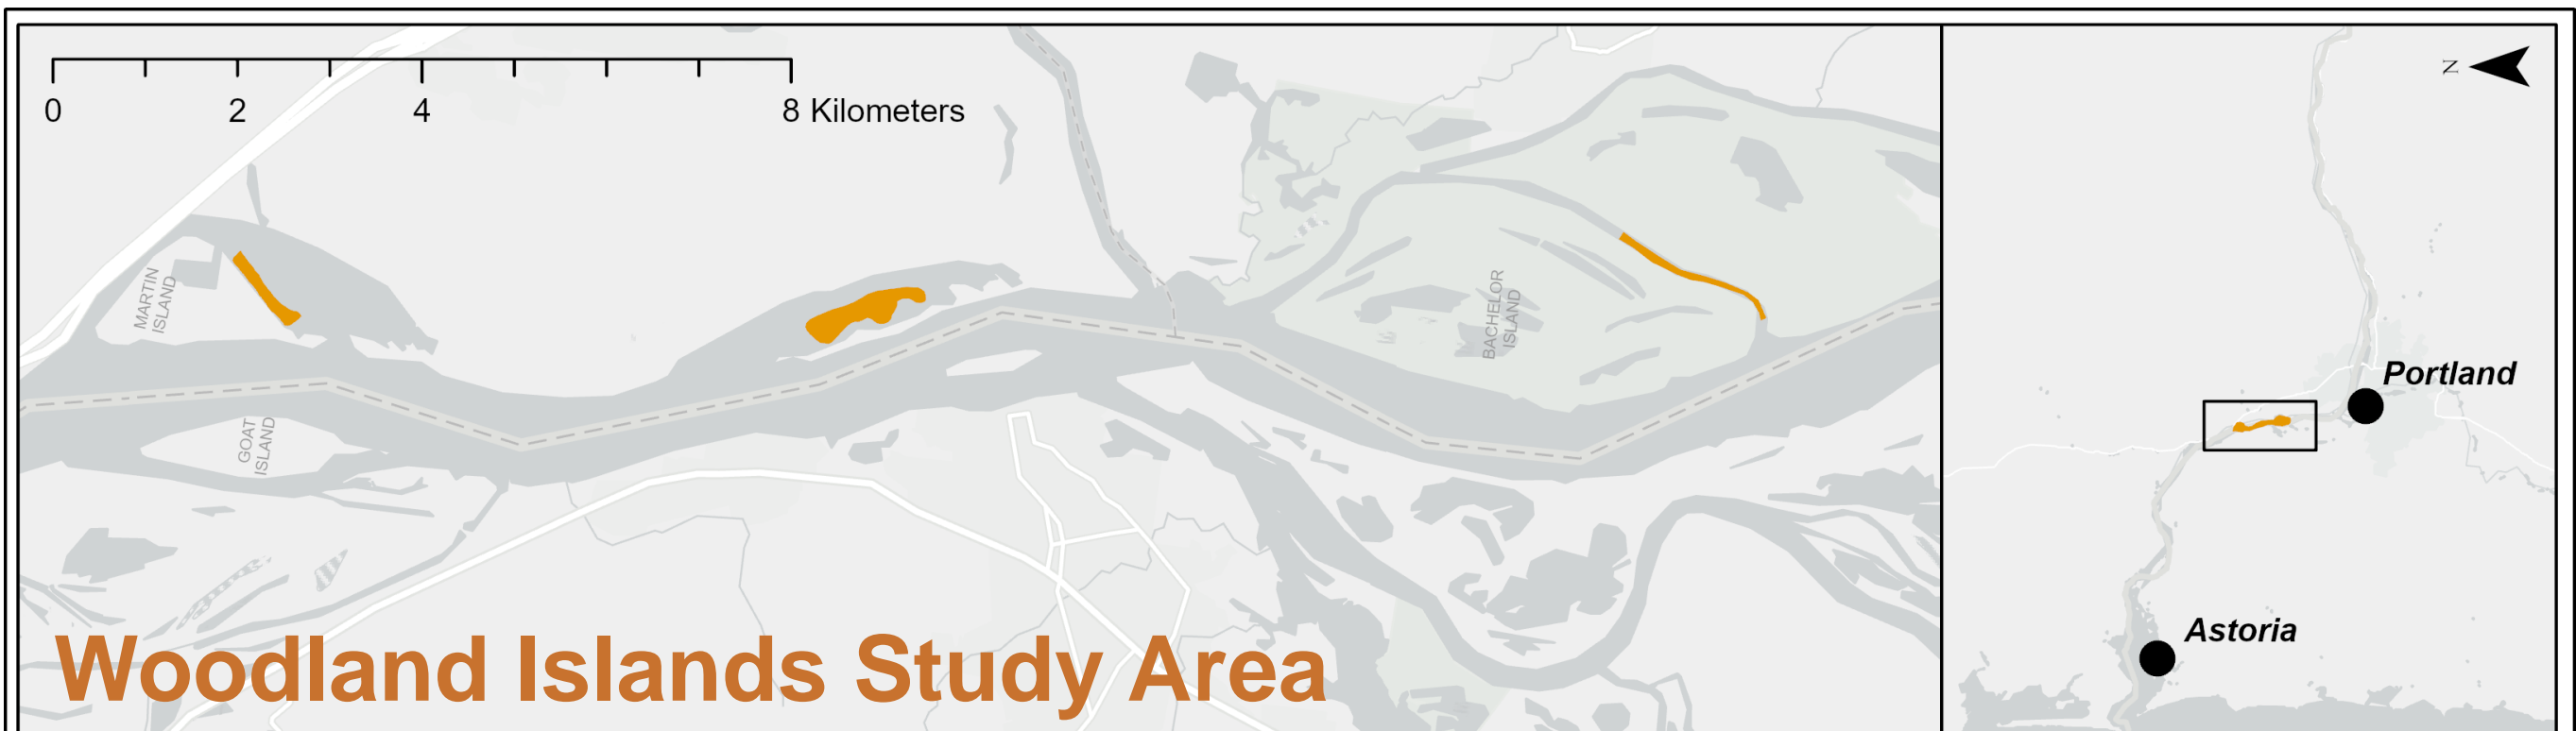 0 2 4 8 Kilometers
N
MARTIN
ISLAND
BACHELOR
ISLAND
GOAT
ISLAND
Portland
Astoria
Woodland Islands Study Area